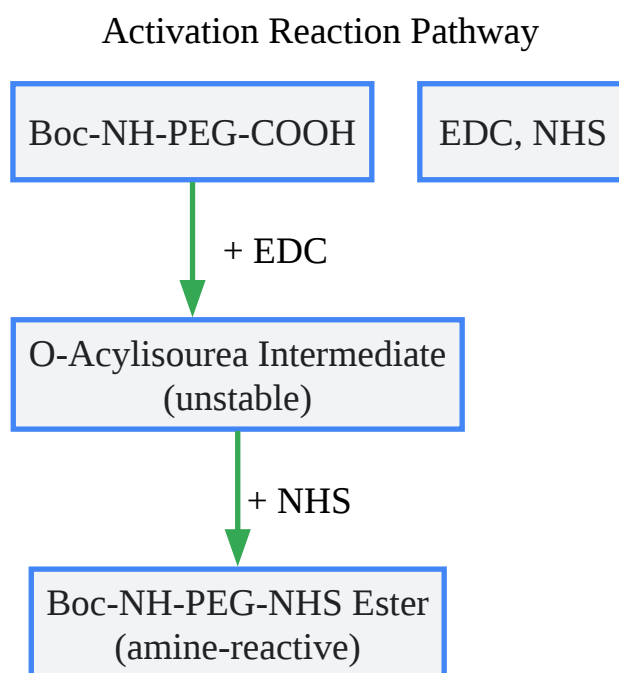 Activation Reaction Pathway
Boc-NH-PEG-COOH
EDC, NHS
+ EDC
O-Acylisourea Intermediate
(unstable)
+ NHS
Boc-NH-PEG-NHS Ester
(amine-reactive)